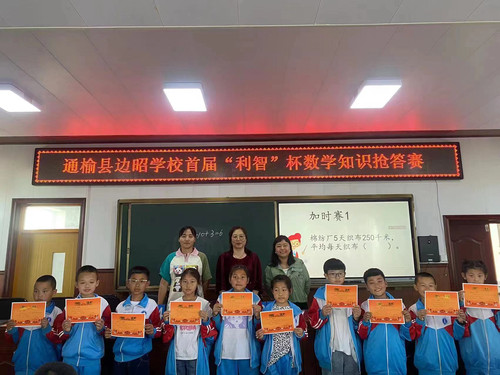 通榆县边昭学校首届“利智”杯数学知识抢答赛
加时赛1
棉纺厂5天织布250千米，
平均每天织布（    ）。